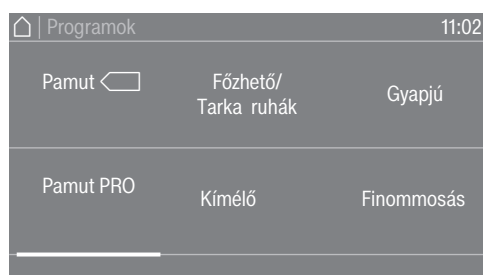 Programok 11:02
Pamut Főzhető/ Gyapjú
Tarka ruhák
Pamut PRO Kímélő Finommosás